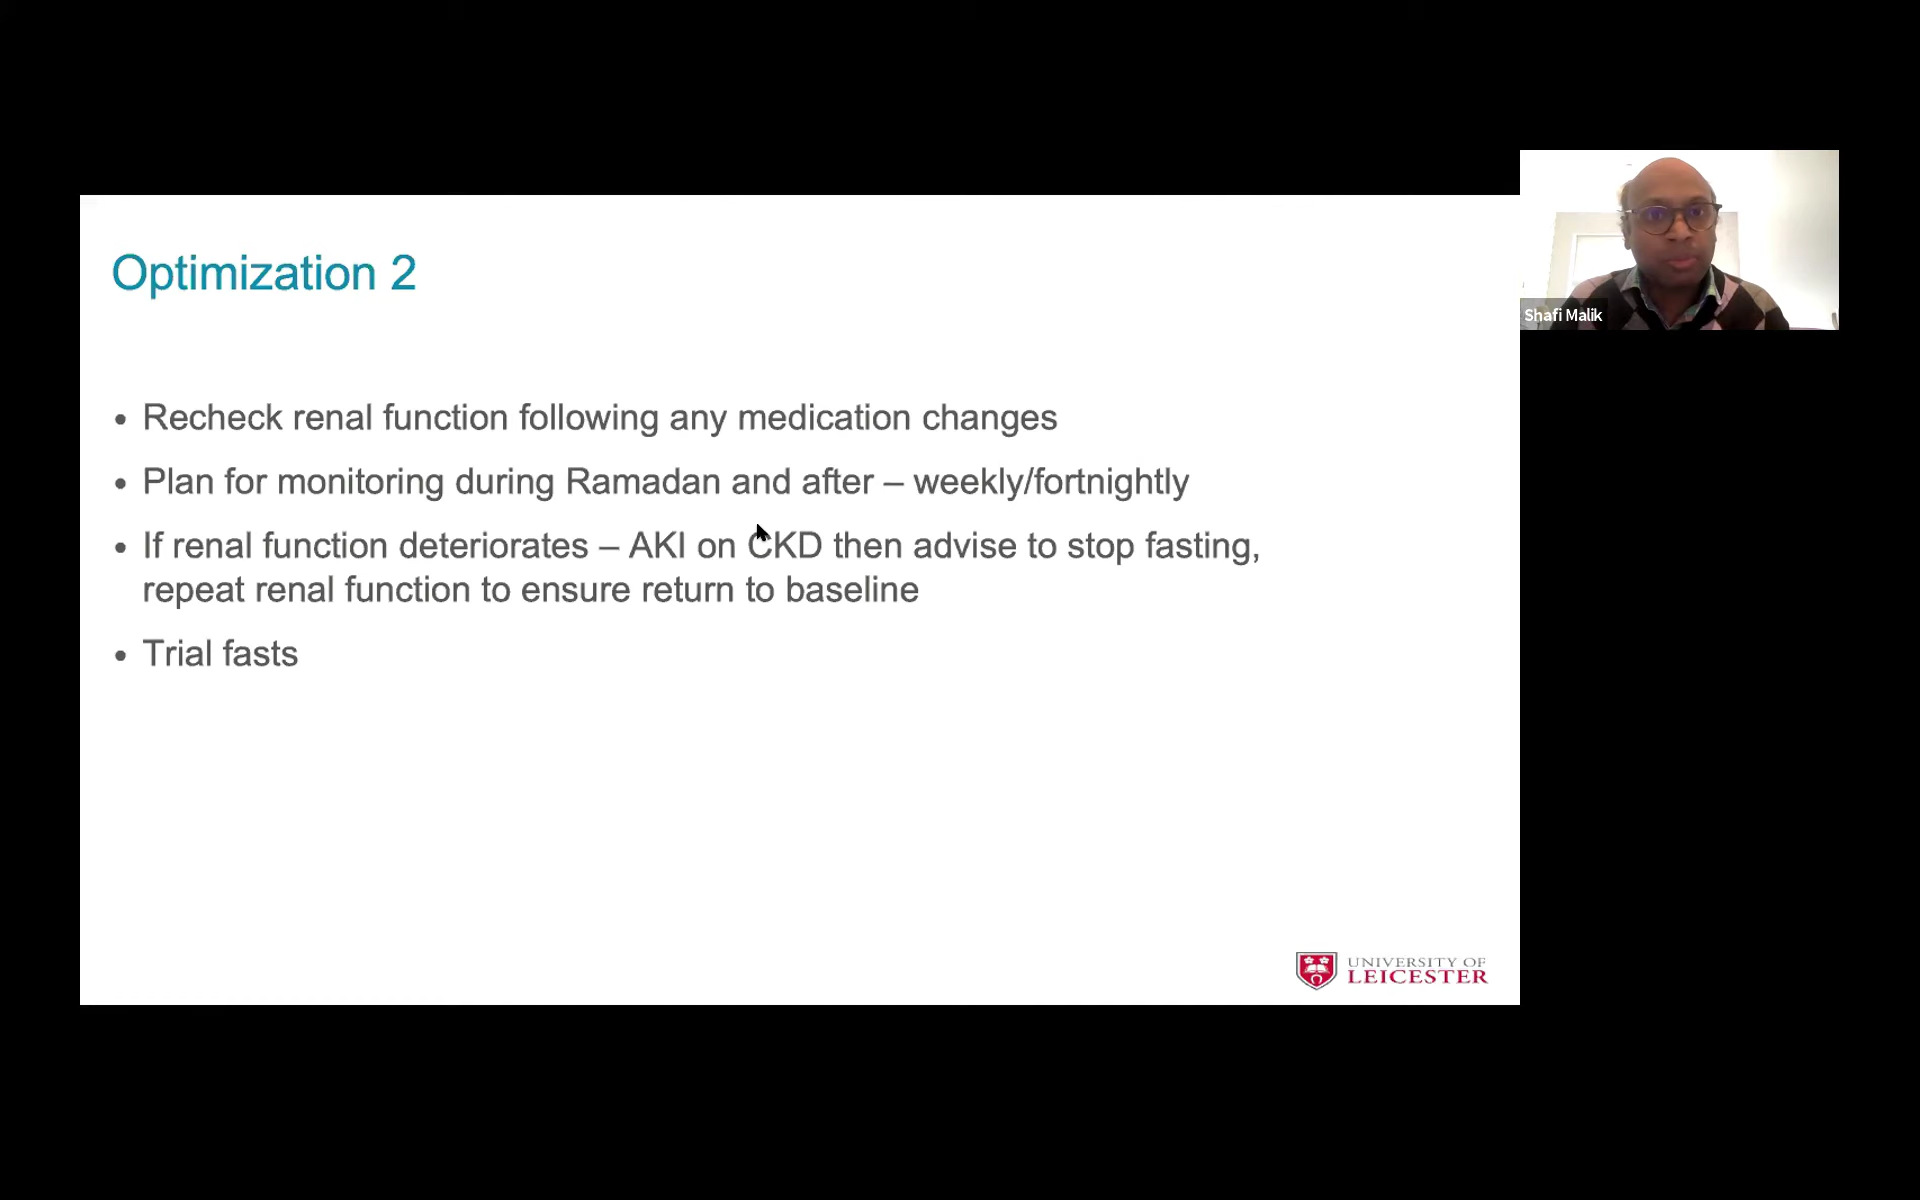 Optimization 2
Shafi Malik
• Recheck renal function following any medication changes
• Plan for monitoring during Ramadan and after – weekly/fortnightly
• If renal function deteriorates – AKI on CKD then advise to stop fasting,
repeat renal function to ensure return to baseline
• Trial fasts
UNIVERSITY OF
LEICESTER